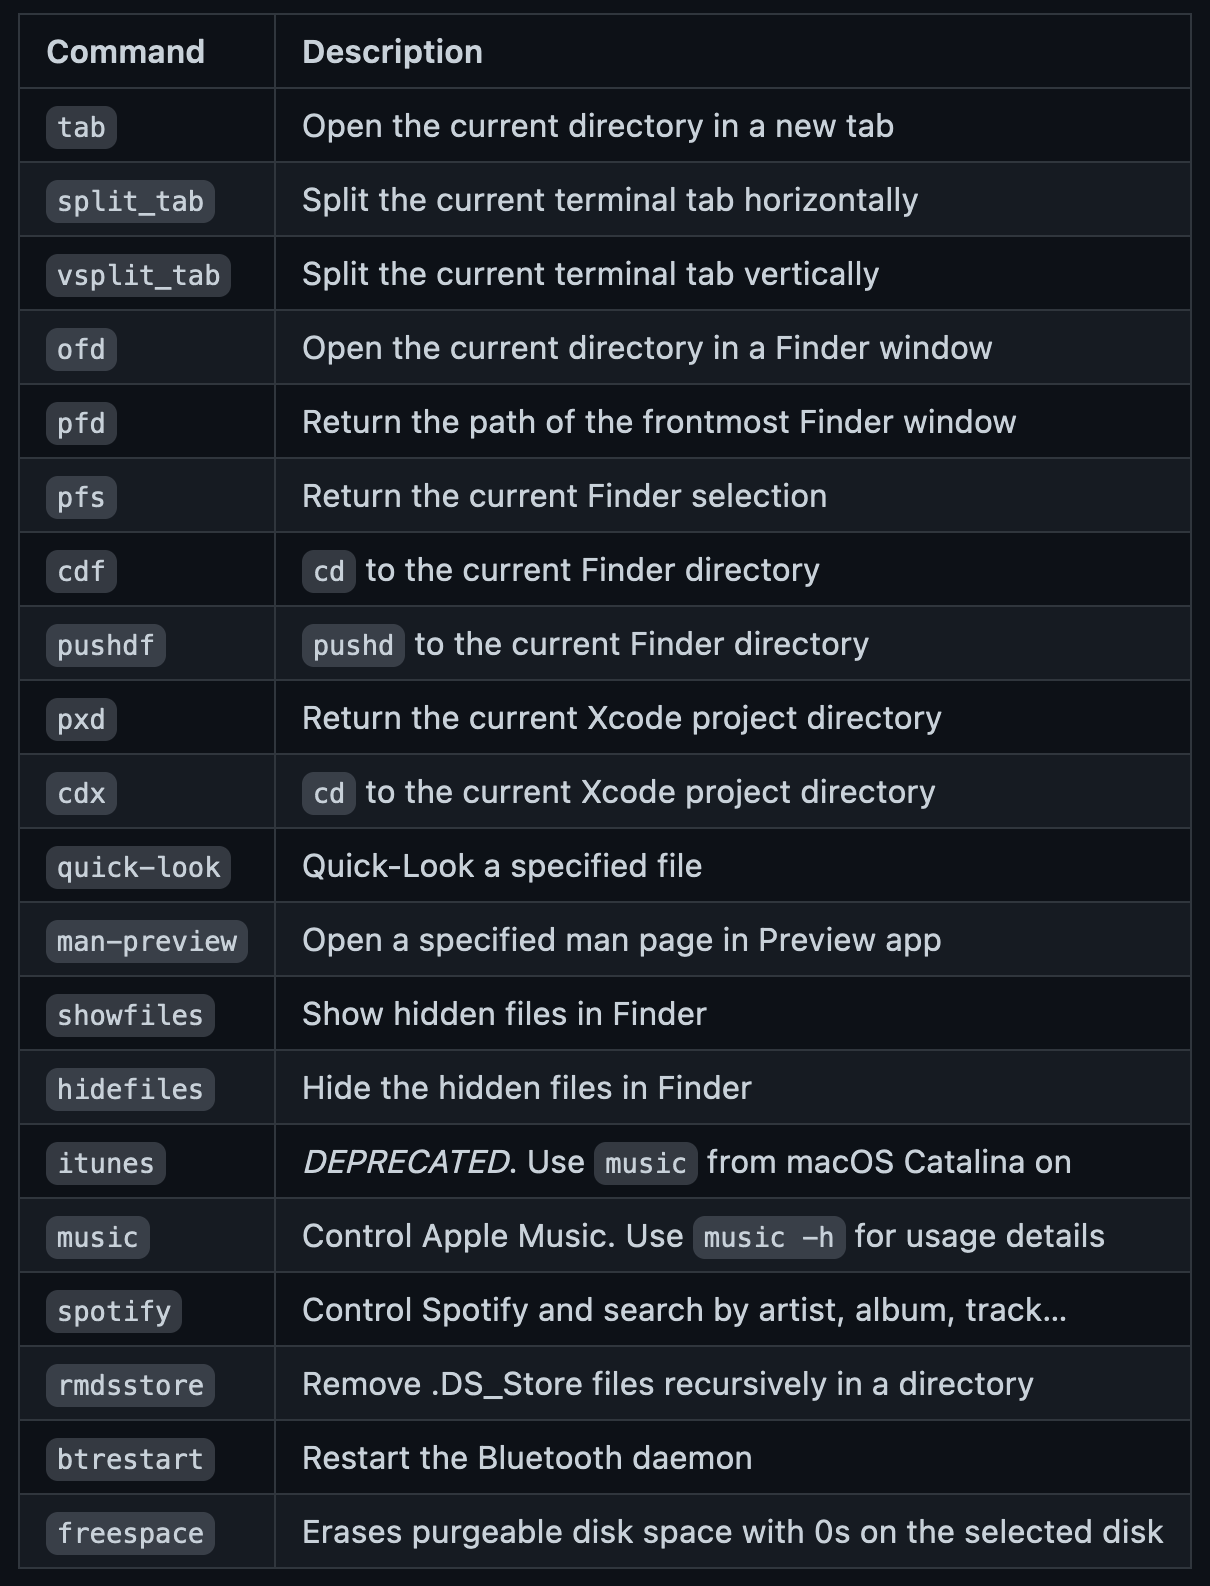 Command Description
tab Open the current directory in a new tab
split_tab Split the current terminal tab horizontally
vsplit_tab Split the current terminal tab vertically
ofd Open the current directory in a Finder window
pfd Return the path of the frontmost Finder window
pfs Return the current Finder selection
cdf cd to the current Finder directory
pushdf pushd to the current Finder directory
pxd Return the current Xcode project directory
cdx cd to the current Xcode project directory
quick-look Quick-Look a specified file
man-preview Open a specified man page in Preview app
showfiles Show hidden files in Finder
hidefiles Hide the hidden files in Finder
itunes DEPRECATED. Use music from macOS Catalina on
music Control Apple Music. Use music -h for usage details
spotify Control Spotify and search by artist, album, track...
rmdsstore Remove .DS_Store files recursively in a directory
btrestart Restart the Bluetooth daemon
freespace Erases purgeable disk space with 0s on the selected disk